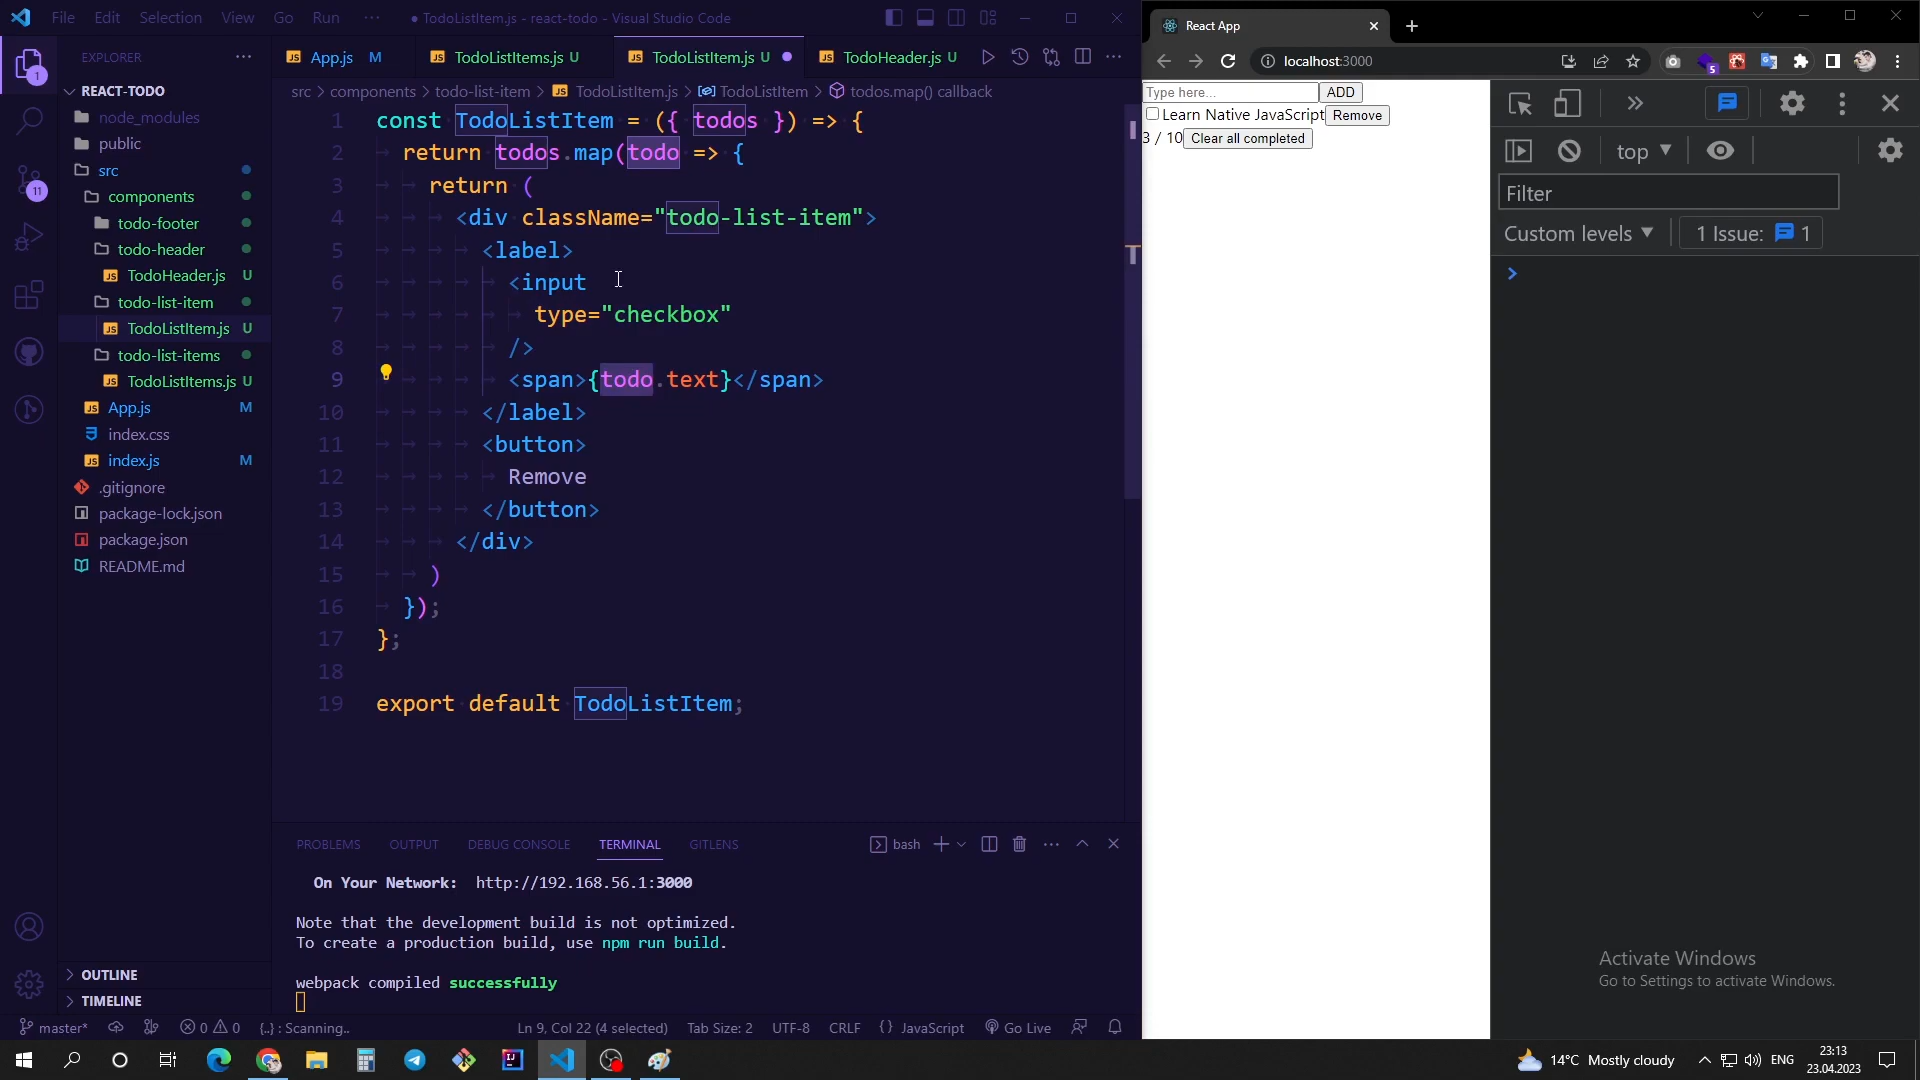 File Edit Selection View Go Run ··· ● TodoListItem.js - react-todo - Visual Studio Code
EXPLORER ···
REACT-TODO
node_modules
public
src
components
todo-footer
todo-header
TodoHeader.js U
todo-list-item
TodoListItem.js U
todo-list-items
TodoListItems.js U
App.js M
index.css
index.js M
.gitignore
package-lock.json
package.json
README.md
OUTLINE
TIMELINE
1
11
JS App.js M JS TodoListItems.js U JS TodoListItem.js U ● JS TodoHeader.js U
src > components > todo-list-item > JS TodoListItem.js > TodoListItem > todos.map() callback
1 const TodoListItem = ({ todos }) => {
2 return todos.map(todo => {
3 return (
4 <div className="todo-list-item">
5 <label>
6 <input
7 type="checkbox"
8 />
9 <span>{todo.text}</span>
10 </label>
11 <button>
12 Remove
13 </button>
14 </div>
15 )
16 });
17 };
18
19 export default TodoListItem;
PROBLEMS OUTPUT DEBUG CONSOLE TERMINAL GITLENS bash
On Your Network: http://192.168.56.1:3000
Note that the development build is not optimized.
To create a production build, use npm run build.
webpack compiled successfully
master* 0 0 {..} : Scanning.. Ln 9, Col 22 (4 selected) Tab Size: 2 UTF-8 CRLF {} JavaScript Go Live
React App
localhost:3000
5
Type here... ADD
Learn Native JavaScript Remove
3 / 10 Clear all completed
top
Filter
Custom levels 1 Issue: 1
Activate Windows
Go to Settings to activate Windows.
14°C Mostly cloudy ENG 23:13
23.04.2023